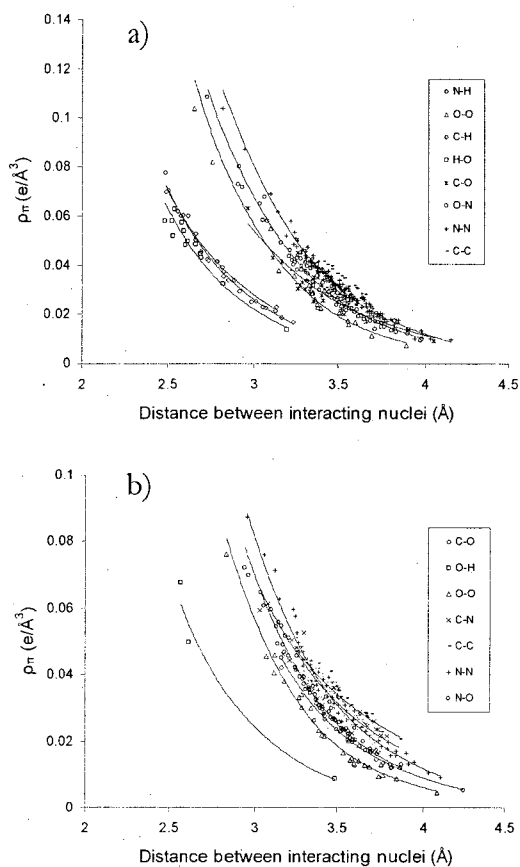 a)
0.14
0.12
0.1
0.08
0.06
0.04
0.02
0
ρπ (e/Å³)
2
2.5
3
3.5
4
4.5
Distance between interacting nuclei (Å)
N-H
O-O
C-H
H-O
C-O
O-N
N-N
C-C
b)
0.1
0.08
0.06
0.04
0.02
0
ρπ (e/Å³)
2
2.5
3
3.5
4
4.5
Distance between interacting nuclei (Å)
C-O
O-H
O-O
C-N
C-C
N-N
N-O